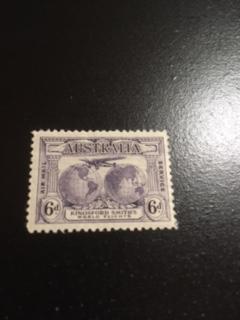 AUSTRALIA
AIR MAIL
SERVICE
6d
6d
KINGSFORD SMITH'S
WORLD FLIGHTS